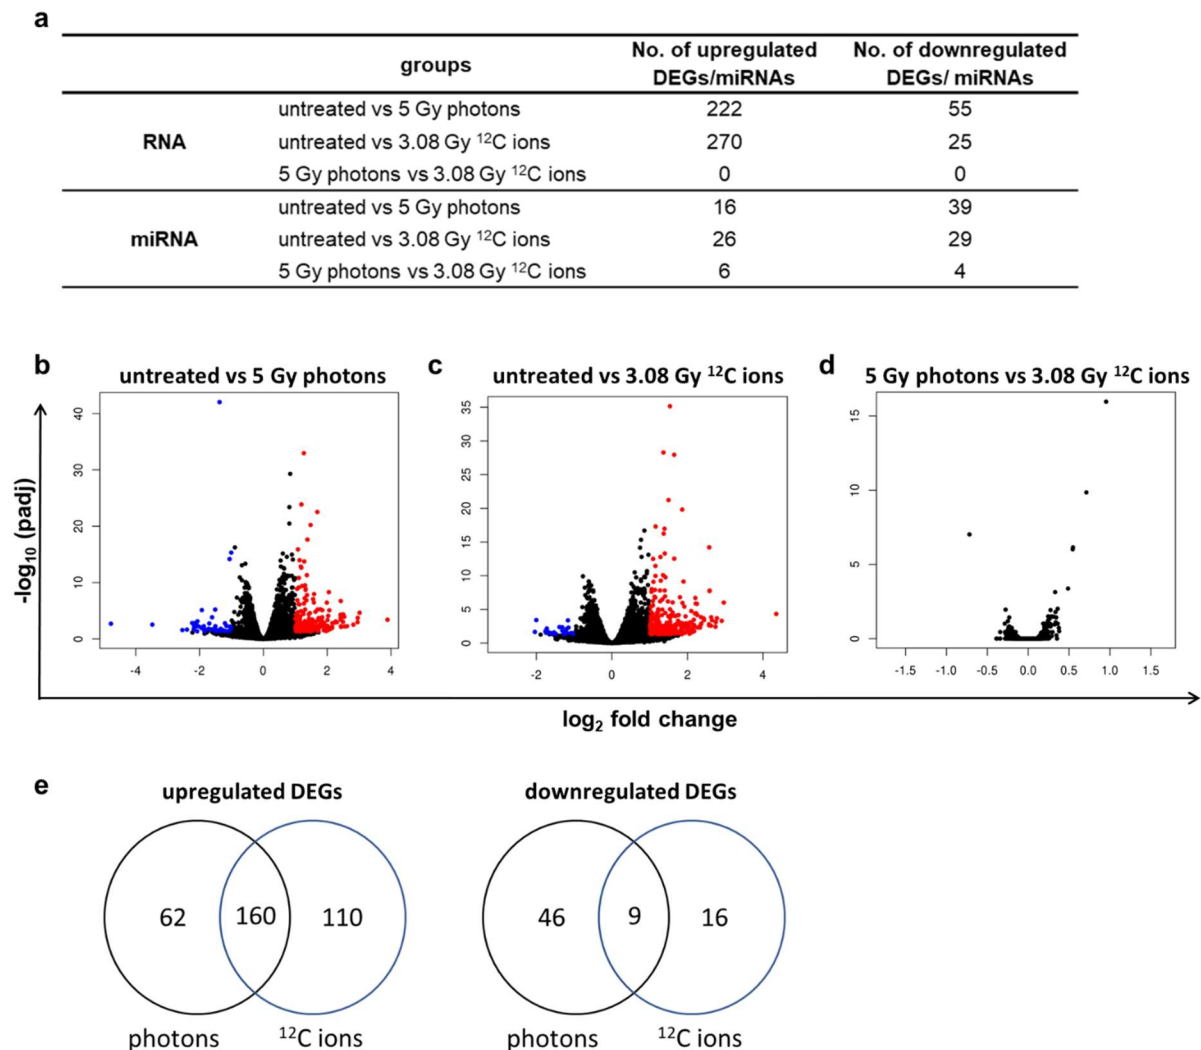 a
groups No. of upregulated DEGs/miRNAs No. of downregulated DEGs/ miRNAs
RNA
untreated vs 5 Gy photons 222 55
untreated vs 3.08 Gy ¹²C ions 270 25
5 Gy photons vs 3.08 Gy ¹²C ions 0 0
miRNA
untreated vs 5 Gy photons 16 39
untreated vs 3.08 Gy ¹²C ions 26 29
5 Gy photons vs 3.08 Gy ¹²C ions 6 4
b
untreated vs 5 Gy photons
40
30
20
10
0
-4 -2 0 2 4
c
untreated vs 3.08 Gy ¹²C ions
35
30
25
20
15
10
5
0
-2 0 2 4
d
5 Gy photons vs 3.08 Gy ¹²C ions
15
10
5
0
-1.5 -1.0 -0.5 0.0 0.5 1.0 1.5
-log₁₀ (padj)
log₂ fold change
e
upregulated DEGs
62 160 110
photons ¹²C ions
downregulated DEGs
46 9 16
photons ¹²C ions